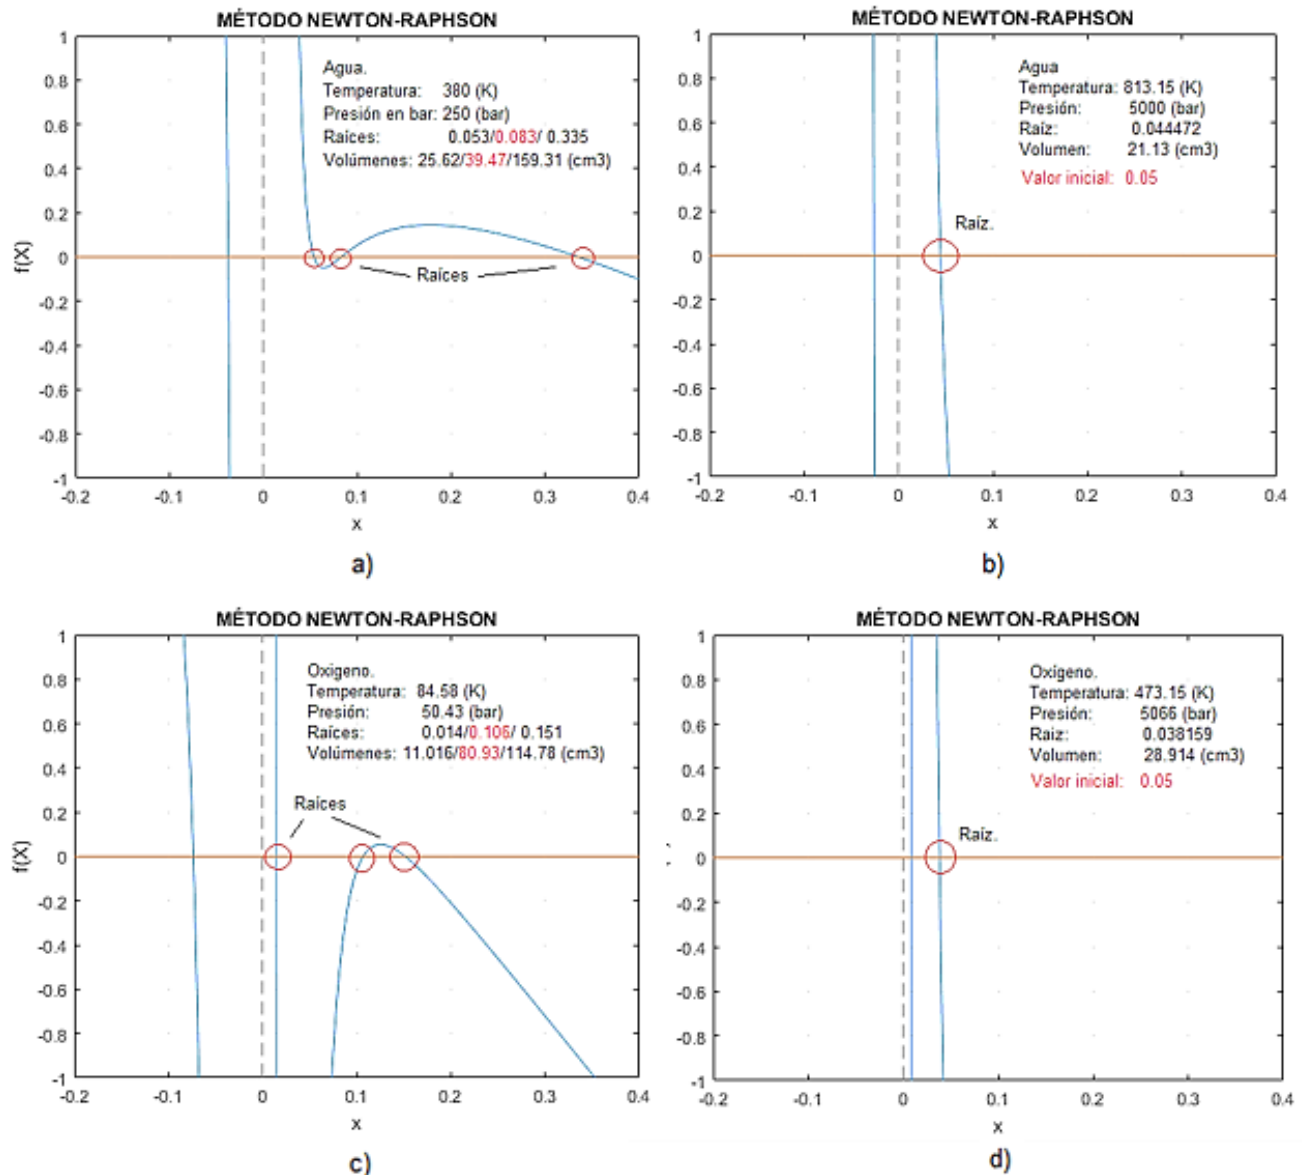 MÉTODO NEWTON-RAPHSON
1
0.8
0.6
0.4
0.2
0
-0.2
-0.4
-0.6
-0.8
-1
f(X)
Agua.
Temperatura: 380 (K)
Presión en bar: 250 (bar)
Raíces: 0.053/0.083/ 0.335
Volúmenes: 25.62/39.47/159.31 (cm3)
Raíces
-0.2 -0.1 0 0.1 0.2 0.3 0.4
x
a)
MÉTODO NEWTON-RAPHSON
1
0.8
0.6
0.4
0.2
0
-0.2
-0.4
-0.6
-0.8
-1
Agua
Temperatura: 813.15 (K)
Presión: 5000 (bar)
Raíz: 0.044472
Volumen: 21.13 (cm3)
Valor inicial: 0.05
Raíz.
-0.2 -0.1 0 0.1 0.2 0.3 0.4
x
b)
MÉTODO NEWTON-RAPHSON
1
0.8
0.6
0.4
0.2
0
-0.2
-0.4
-0.6
-0.8
-1
f(X)
Oxigeno.
Temperatura: 84.58 (K)
Presión: 50.43 (bar)
Raíces: 0.014/0.106/ 0.151
Volúmenes: 11.016/80.93/114.78 (cm3)
Raíces
-0.2 -0.1 0 0.1 0.2 0.3 0.4
x
c)
MÉTODO NEWTON-RAPHSON
1
0.8
0.6
0.4
0.2
0
-0.2
-0.4
-0.6
-0.8
-1
Oxígeno.
Temperatura: 473.15 (K)
Presión: 5066 (bar)
Raiz: 0.038159
Volumen: 28.914 (cm3)
Valor inicial: 0.05
Raíz.
-0.2 -0.1 0 0.1 0.2 0.3 0.4
x
d)